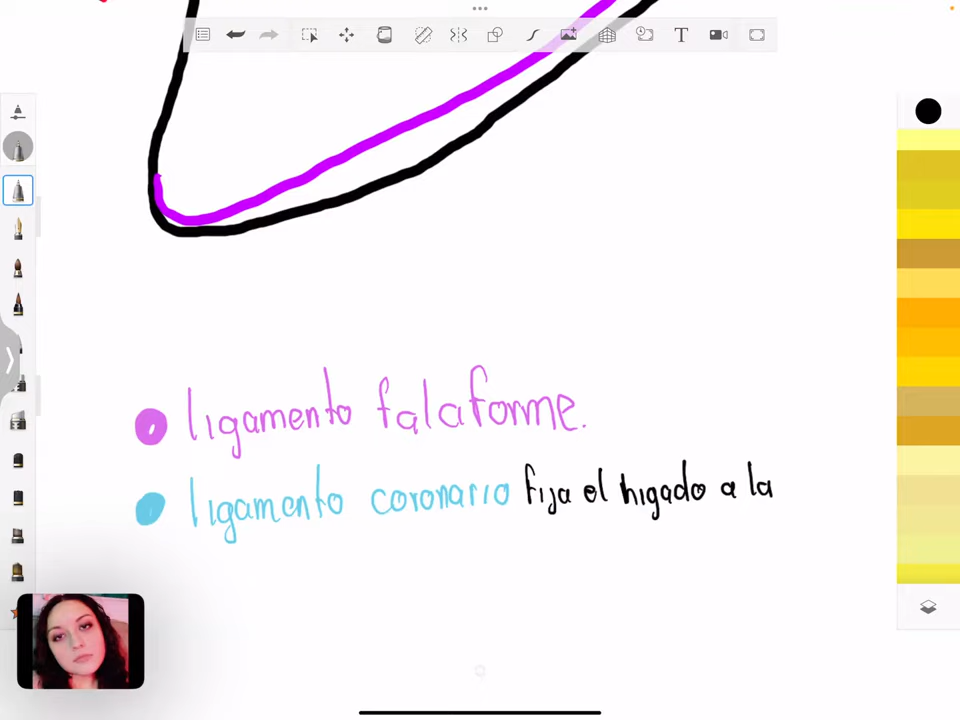 T
ligamento falaforme.
ligamento coronario fija el higado a la